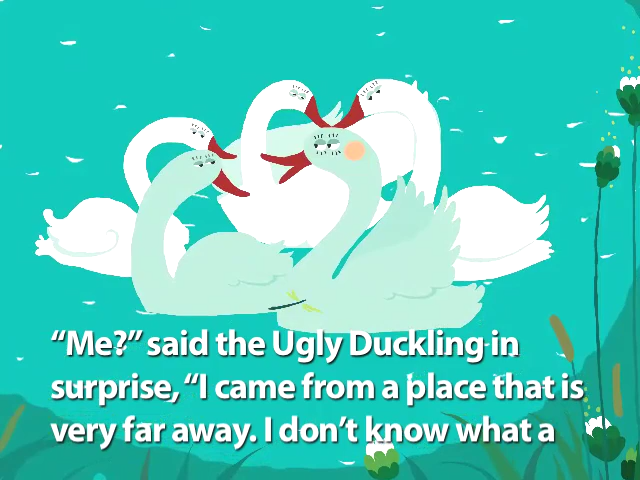 “Me?” said the Ugly Duckling in
surprise, “I came from a place that is
very far away. I don’t know what a